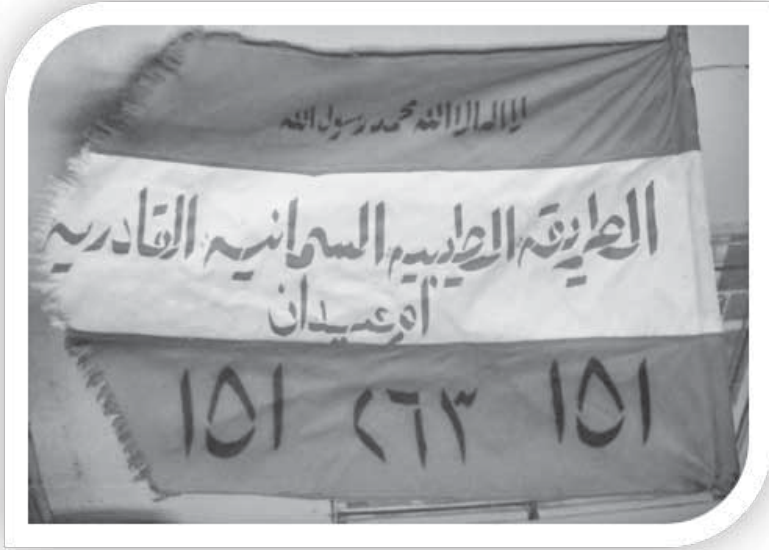 لا اله الا الله محمد رسول الله
الطريقه الطيبيه السمانيه القادريه
ام عيدان
١٥١ ٢٦٣ ١٥١